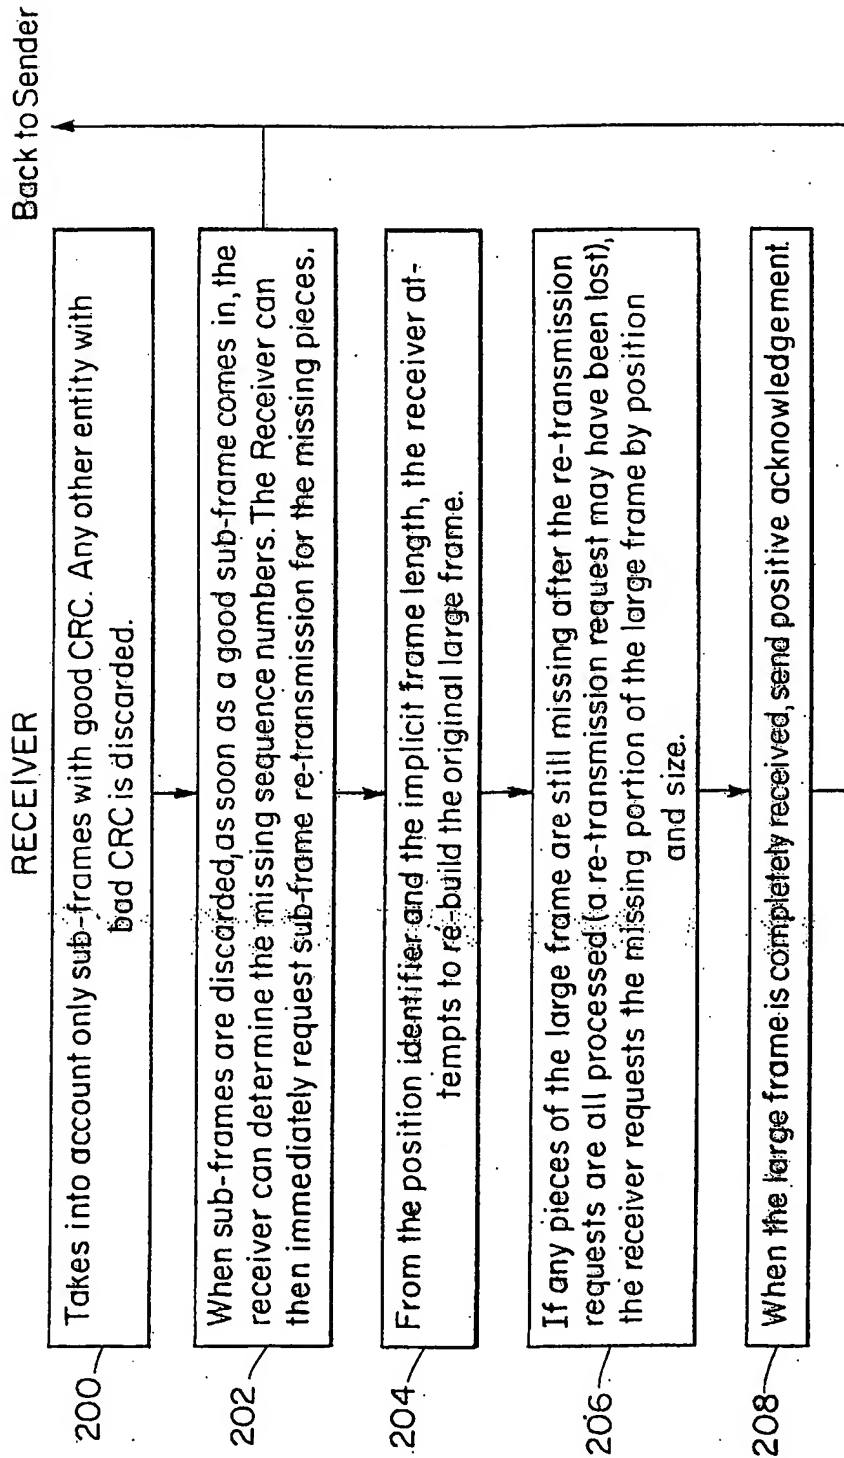 RECEIVER
Back to Sender
200
Takes into account only sub-frames with good CRC. Any other entity with
bad CRC is discarded.
202
When sub-frames are discarded, as soon as a good sub-frame comes in, the
receiver can determine the missing sequence numbers. The Receiver can
then immediately request sub-frame re-transmission for the missing pieces.
204
From the position identifier and the implicit frame length, the receiver at-
tempts to re-build the original large frame.
206
If any pieces of the large frame are still missing after the re-transmission
requests are all processed (a re-transmission request may have been lost),
the receiver requests the missing portion of the large frame by position
and size.
208
When the large frame is completely received, send positive acknowledgement.